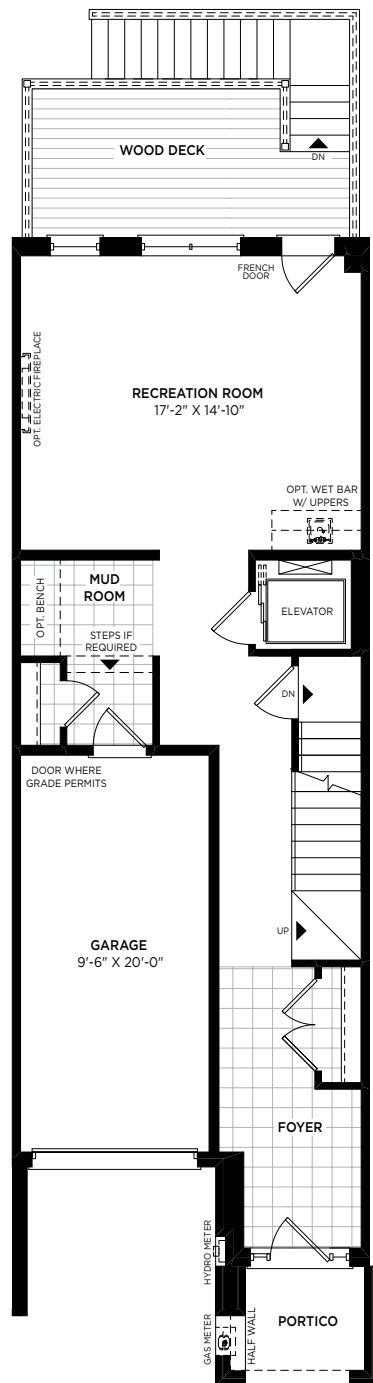 WOOD DECK
DN
FRENCH
DOOR
OPT. ELECTRIC FIREPLACE
RECREATION ROOM
17'-2" X 14'-10"
OPT. WET BAR
W/ UPPERS
MUD
ROOM
OPT. BENCH
ELEVATOR
STEPS IF
REQUIRED
DN
DOOR WHERE
GRADE PERMITS
UP
GARAGE
9'-6" X 20'-0"
FOYER
HYDRO METER
GAS METER
HALF WALL
PORTICO